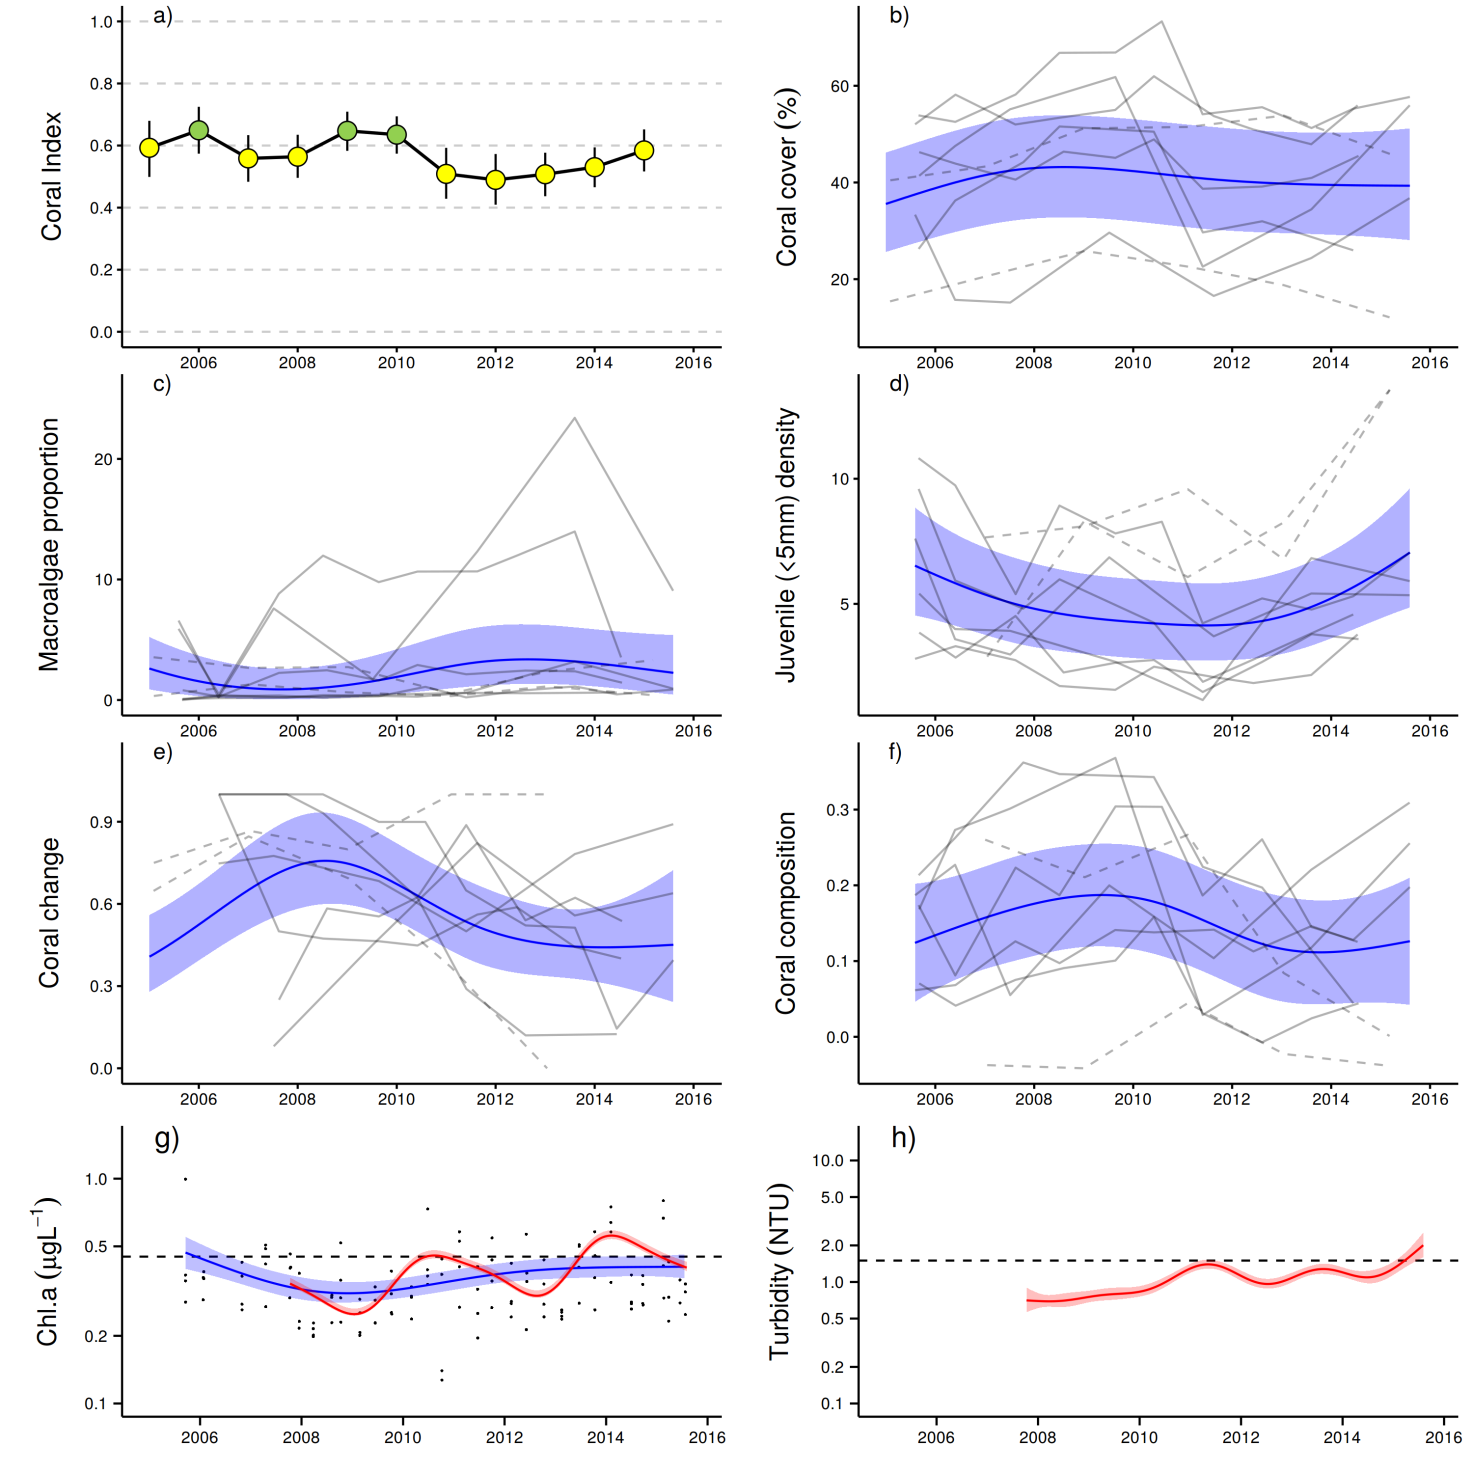 a)
Coral Index
1.0
0.8
0.6
0.4
0.2
0.0
2006 2008 2010 2012 2014 2016
b)
Coral cover (%)
60
40
20
2006 2008 2010 2012 2014 2016
c)
Macroalgae proportion
20
10
0
2006 2008 2010 2012 2014 2016
d)
Juvenile (<5mm) density
10
5
2006 2008 2010 2012 2014 2016
e)
Coral change
0.9
0.6
0.3
0.0
2006 2008 2010 2012 2014 2016
f)
Coral composition
0.3
0.2
0.1
0.0
2006 2008 2010 2012 2014 2016
g)
Chl.a (μgL⁻¹)
1.0
0.5
0.2
0.1
2006 2008 2010 2012 2014 2016
h)
Turbidity (NTU)
10.0
5.0
2.0
1.0
0.5
0.2
0.1
2006 2008 2010 2012 2014 2016